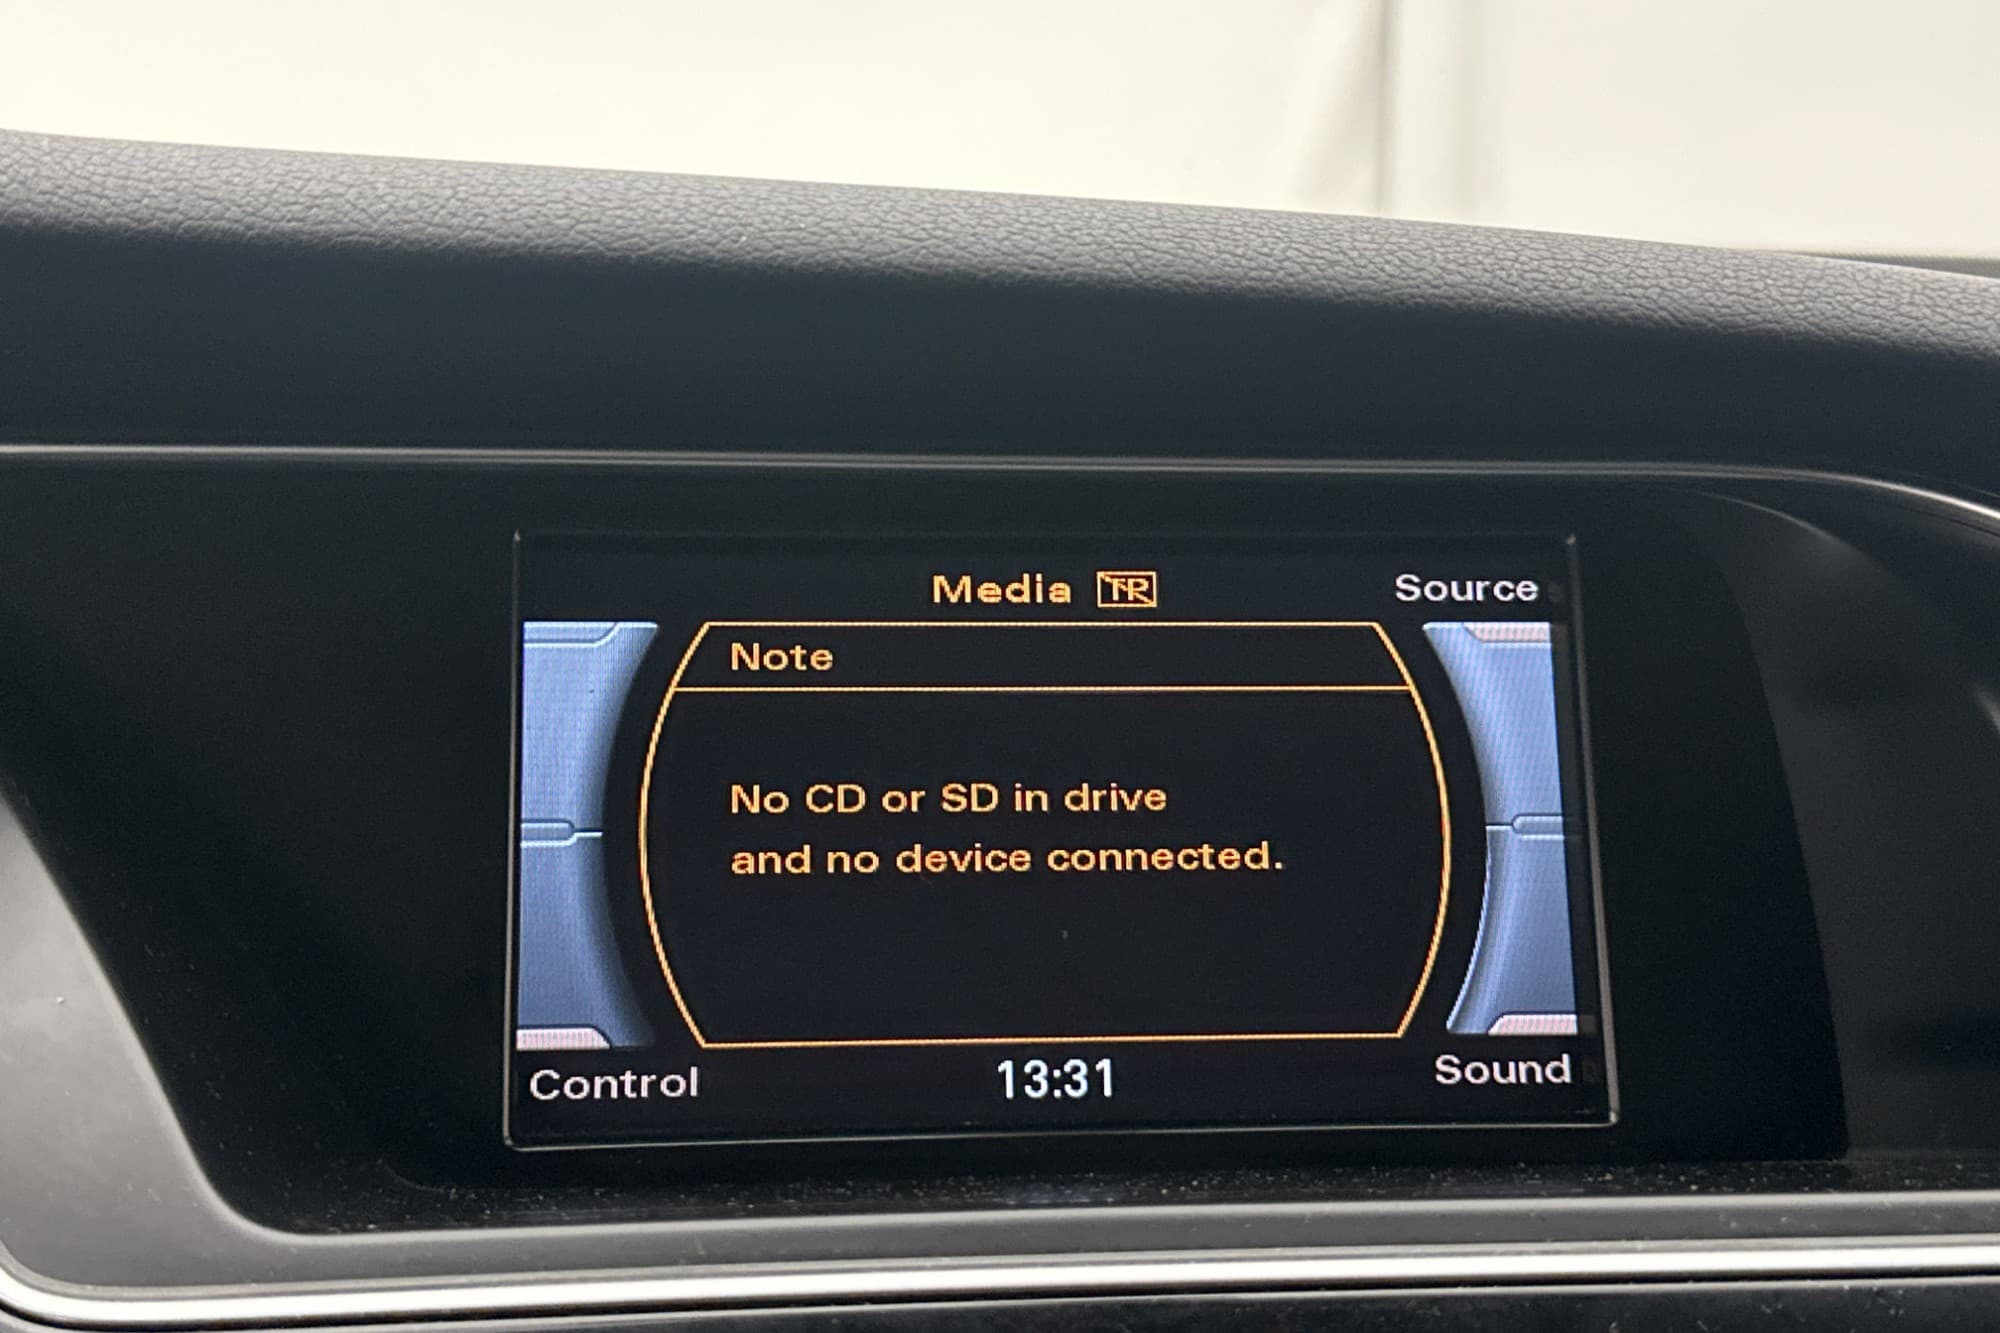 Media TR
Source
Note
No CD or SD in drive
and no device connected.
Control
13:31
Sound